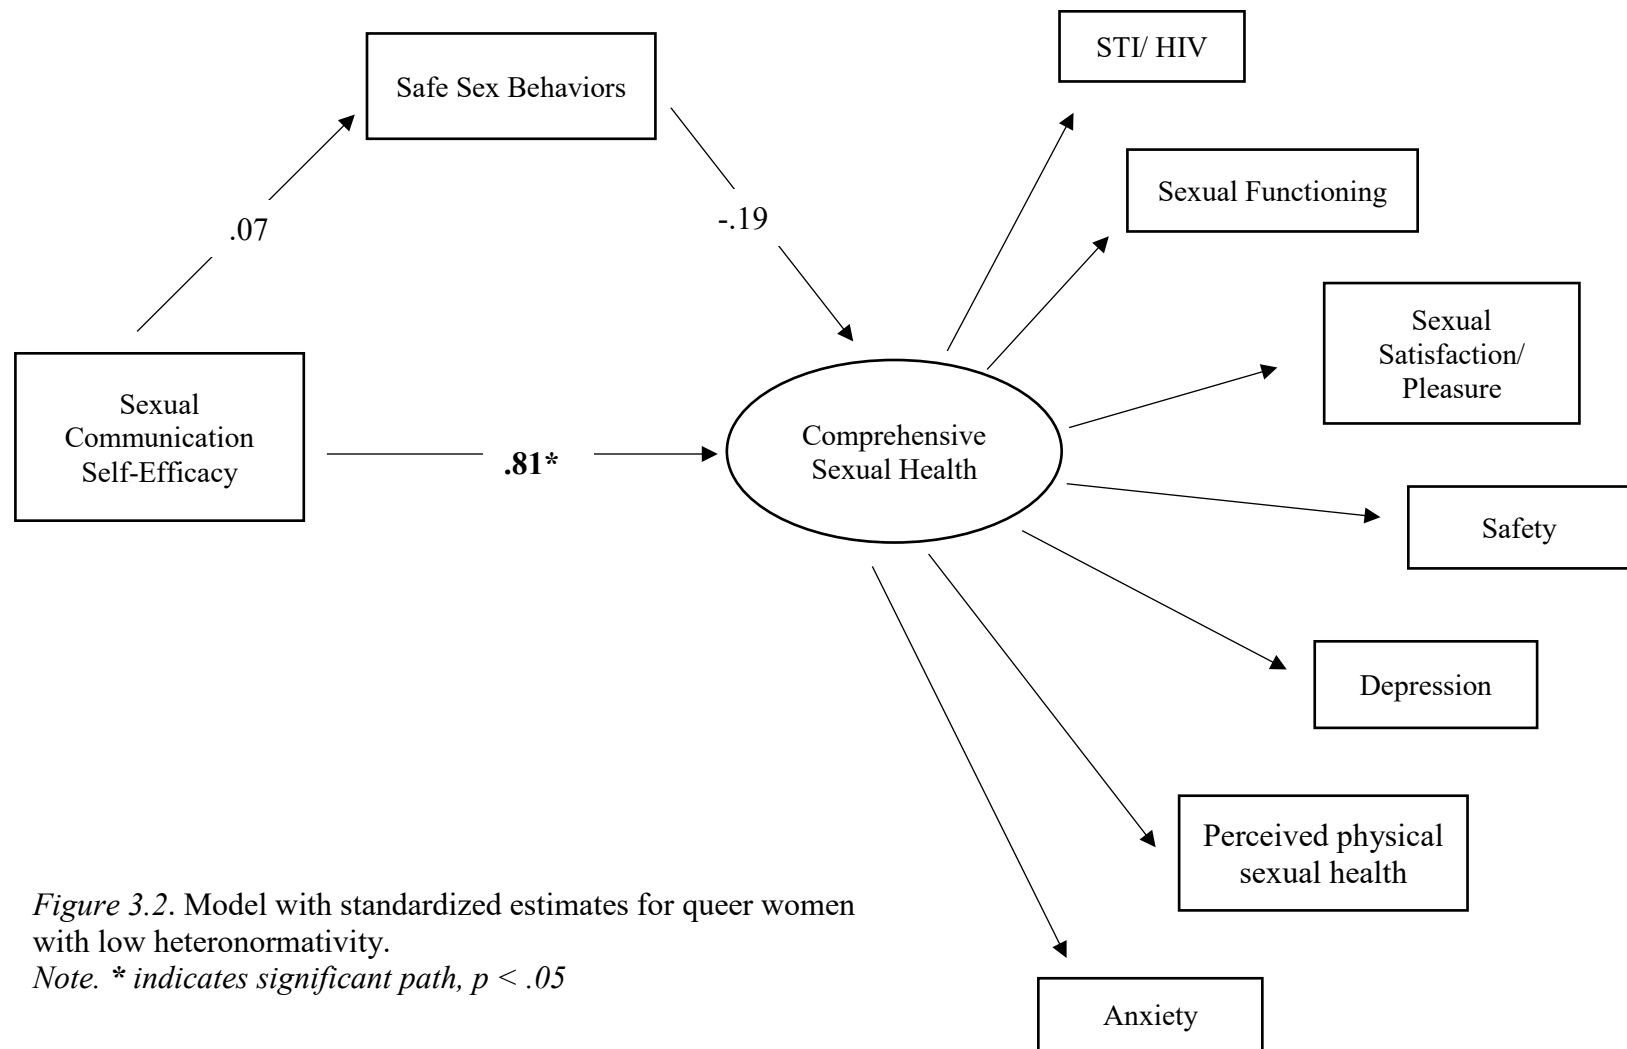 STI/ HIV
Safe Sex Behaviors
Sexual Functioning
.07
-.19
Sexual
Satisfaction/
Pleasure
Sexual
Communication
Self-Efficacy
.81*
Comprehensive
Sexual Health
Safety
Depression
Perceived physical
sexual health
Figure 3.2. Model with standardized estimates for queer women
with low heteronormativity.
Note. * indicates significant path, p < .05
Anxiety